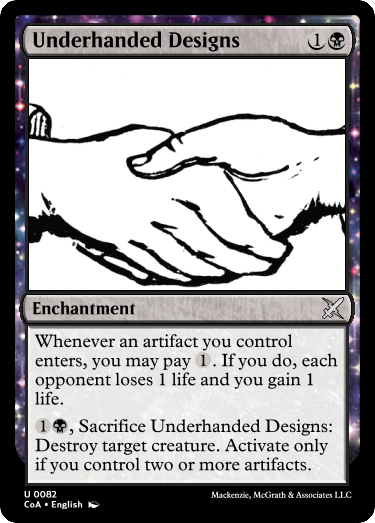 Underhanded Designs 1
Enchantment
Whenever an artifact you control
enters, you may pay 1. If you do, each
opponent loses 1 life and you gain 1
life.
1, Sacrifice Underhanded Designs:
Destroy target creature. Activate only
if you control two or more artifacts.
U 0082
CoA • English
Mackenzie, McGrath & Associates LLC